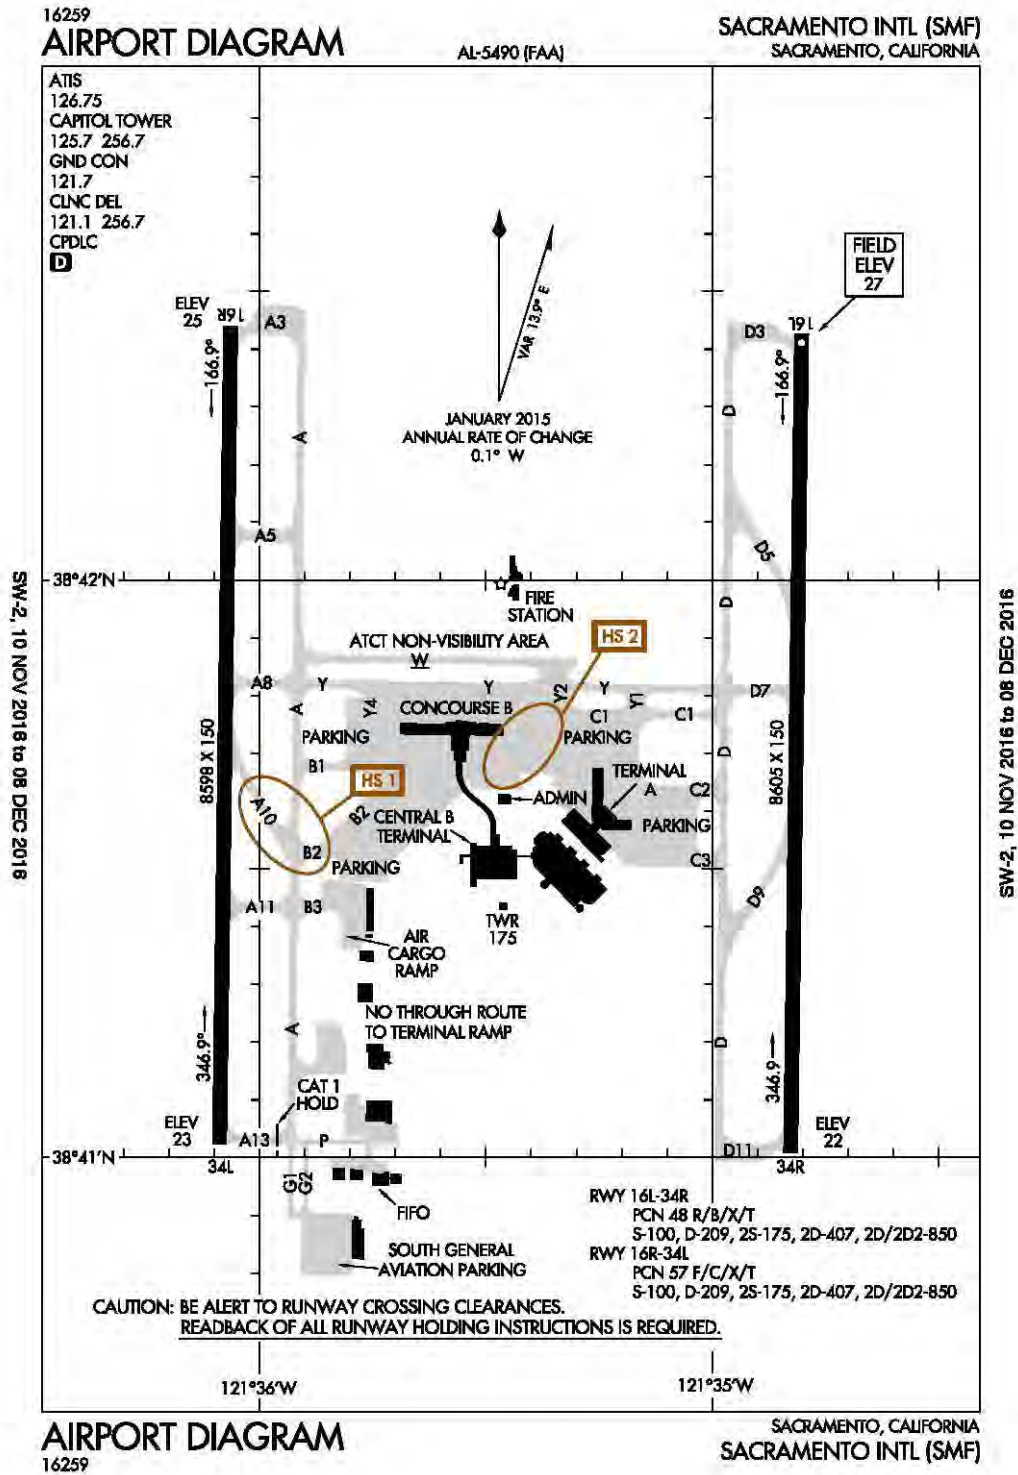 16259
AIRPORT DIAGRAM
AL-5490 (FAA)
SACRAMENTO INTL (SMF)
SACRAMENTO, CALIFORNIA
ATIS
126.75
CAPITOL TOWER
125.7 256.7
GND CON
121.7
CLNC DEL
121.1 256.7
CPDLC
D
VAR 13.9° E
JANUARY 2015
ANNUAL RATE OF CHANGE
0.1° W
FIELD
ELEV
27
ELEV
25
16R
A3
166.9°
D3
16L
166.9°
A
D
A5
D5
38°42'N
FIRE
STATION
D
ATCT NON-VISIBILITY AREA
W
HS 2
A8
Y
Y
Y2
Y
Y1
D7
A
Y4
CONCOURSE B
C1
C1
PARKING
PARKING
D
8598 X 150
8605 X 150
B1
HS 1
TERMINAL
A
C2
A10
B2
ADMIN
CENTRAL B
TERMINAL
PARKING
B2
PARKING
C3
D9
A11
B3
TWR
175
AIR
CARGO
RAMP
NO THROUGH ROUTE
TO TERMINAL RAMP
A
D
346.9°
346.9
CAT 1
HOLD
ELEV
23
A13
P
ELEV
22
D11
38°41'N
34L
34R
G1
G2
FIFO
SOUTH GENERAL
AVIATION PARKING
RWY 16L-34R
PCN 48 R/B/X/T
S-100, D-209, 2S-175, 2D-407, 2D/2D2-850
RWY 16R-34L
PCN 57 F/C/X/T
S-100, D-209, 2S-175, 2D-407, 2D/2D2-850
CAUTION: BE ALERT TO RUNWAY CROSSING CLEARANCES.
READBACK OF ALL RUNWAY HOLDING INSTRUCTIONS IS REQUIRED.
121°36'W
121°35'W
SW-2, 10 NOV 2016 to 08 DEC 2016
SW-2, 10 NOV 2016 to 08 DEC 2016
AIRPORT DIAGRAM
16259
SACRAMENTO, CALIFORNIA
SACRAMENTO INTL (SMF)